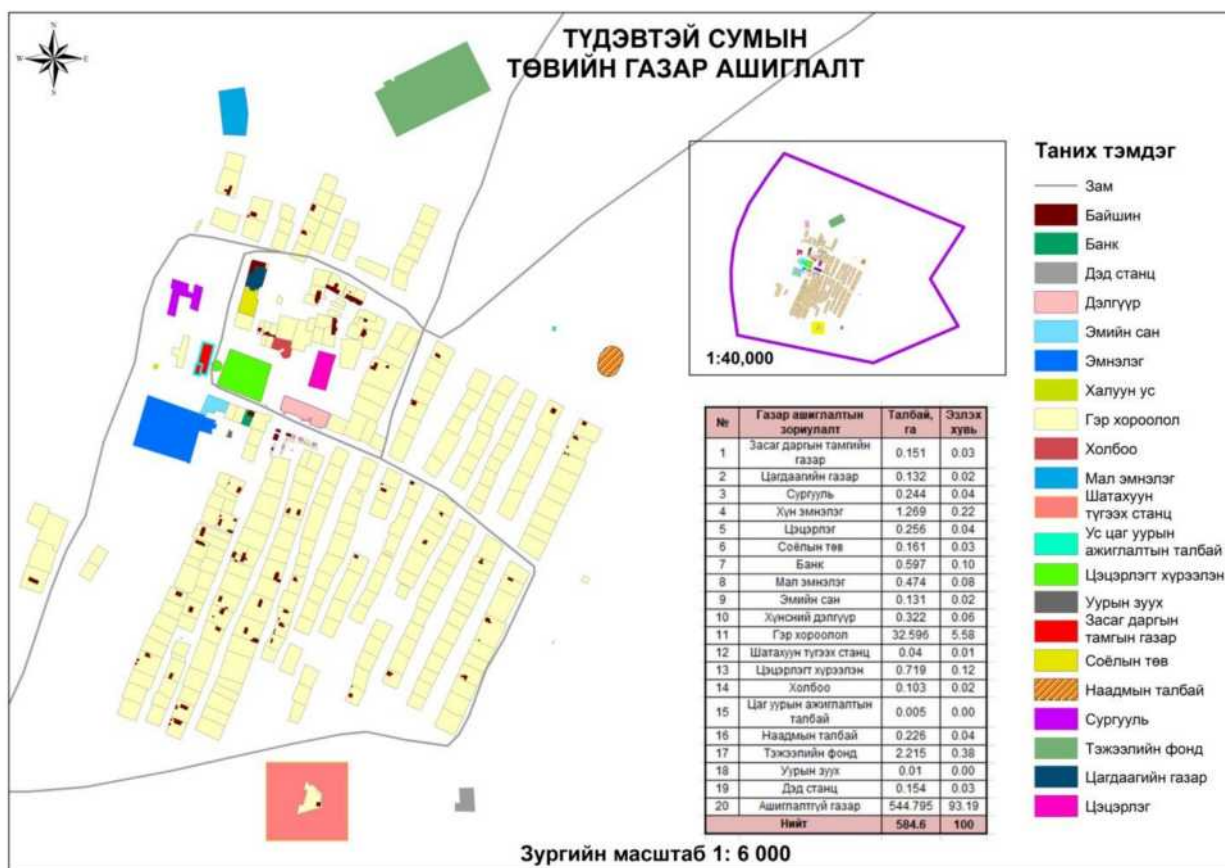 ТҮДЭВТЭЙ СУМЫН
ТӨВИЙН ГАЗАР АШИГЛАЛТ
N
W
E
S
1:40,000
Таних тэмдэг
Зам
Байшин
Банк
Дэд станц
Дэлгүүр
Эмийн сан
Эмнэлэг
Халуун ус
Гэр хороолол
Холбоо
Мал эмнэлэг
Шатахуун
түгээх станц
Ус цаг уурын
ажиглалтын талбай
Цэцэрлэгт хүрээлэн
Уурын зуух
Засаг даргын
тамгын газар
Соёлын төв
Наадмын талбай
Сургууль
Тэжээлийн фонд
Цагдаагийн газар
Цэцэрлэг
№ Газар ашиглалтын зориулалт Талбай, га Эзлэх хувь
1 Засаг даргын тамгийн газар 0.151 0.03
2 Цагдаагийн газар 0.132 0.02
3 Сургууль 0.244 0.04
4 Хүн эмнэлэг 1.269 0.22
5 Цэцэрлэг 0.256 0.04
6 Соёлын төв 0.161 0.03
7 Банк 0.597 0.10
8 Мал эмнэлэг 0.474 0.08
9 Эмийн сан 0.131 0.02
10 Хүнсний дэлгүүр 0.322 0.06
11 Гэр хороолол 32.596 5.58
12 Шатахуун түгээх станц 0.04 0.01
13 Цэцэрлэгт хүрээлэн 0.719 0.12
14 Холбоо 0.103 0.02
15 Цаг уурын ажиглалтын талбай 0.005 0.00
16 Наадмын талбай 0.226 0.04
17 Тэжээлийн фонд 2.215 0.38
18 Уурын зуух 0.01 0.00
19 Дэд станц 0.154 0.03
20 Ашиглалтгүй газар 544.795 93.19
Нийт 584.6 100
Зургийн масштаб 1: 6 000